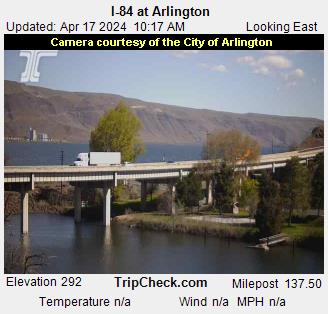 I-84 at Arlington
Updated: Apr 17 2024 10:17 AM Looking East
Camera courtesy of the City of Arlington
Elevation 292 TripCheck.com Milepost 137.50
Temperature n/a Wind n/a MPH n/a